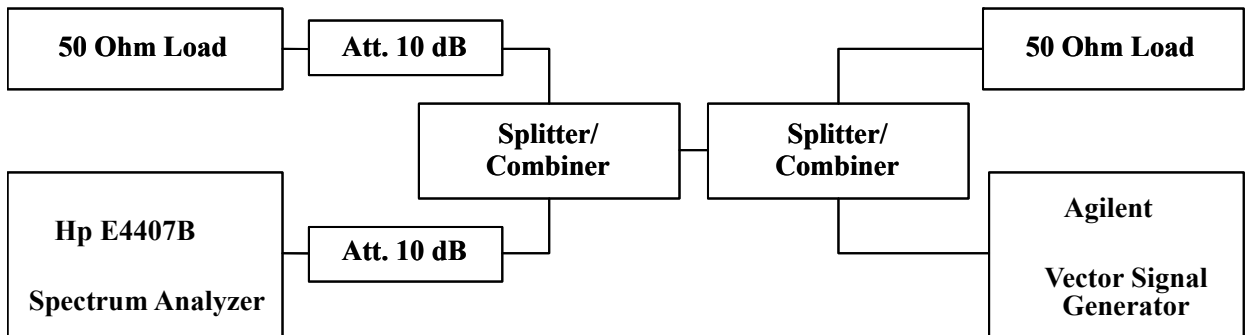 50 Ohm Load
Att. 10 dB
50 Ohm Load
Splitter/
Combiner
Splitter/
Combiner
Hp E4407B
Spectrum Analyzer
Att. 10 dB
Agilent
Vector Signal
Generator